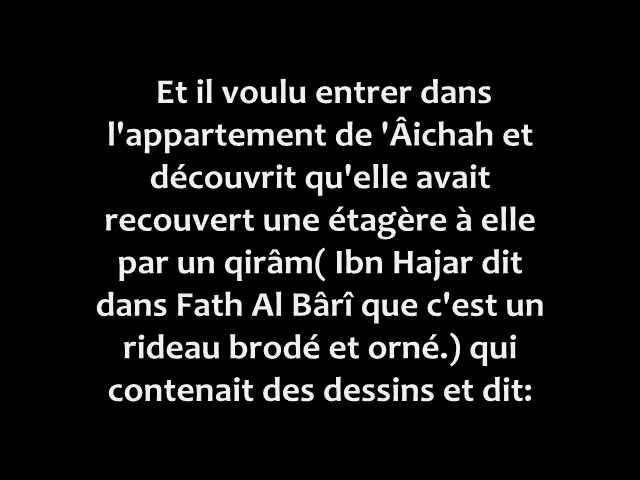 Et il voulu entrer dans
l'appartement de 'Âichah et
découvrit qu'elle avait
recouvert une étagère à elle
par un qirâm( Ibn Hajar dit
dans Fath Al Bârî que c'est un
rideau brodé et orné.) qui
contenait des dessins et dit: